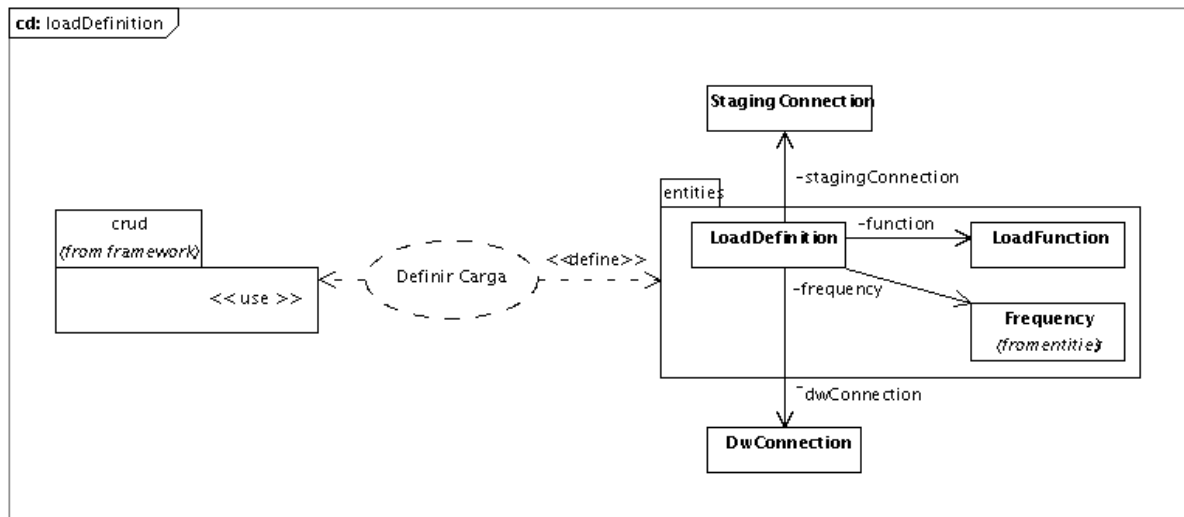 cd: loadDefinition
StagingConnection
-stagingConnection
entities
crud
(from framework)
LoadDefinition
-function
LoadFunction
<<define>>
Definir Carga
-frequency
<< use >>
Frequency
(from entities)
-dwConnection
DwConnection